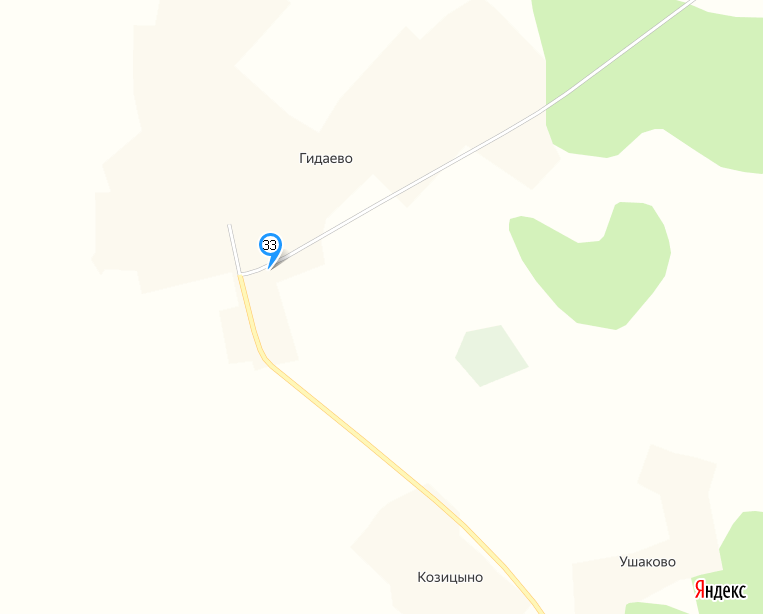 Гидаево
33
Ушаково
Козицыно
Яндекс